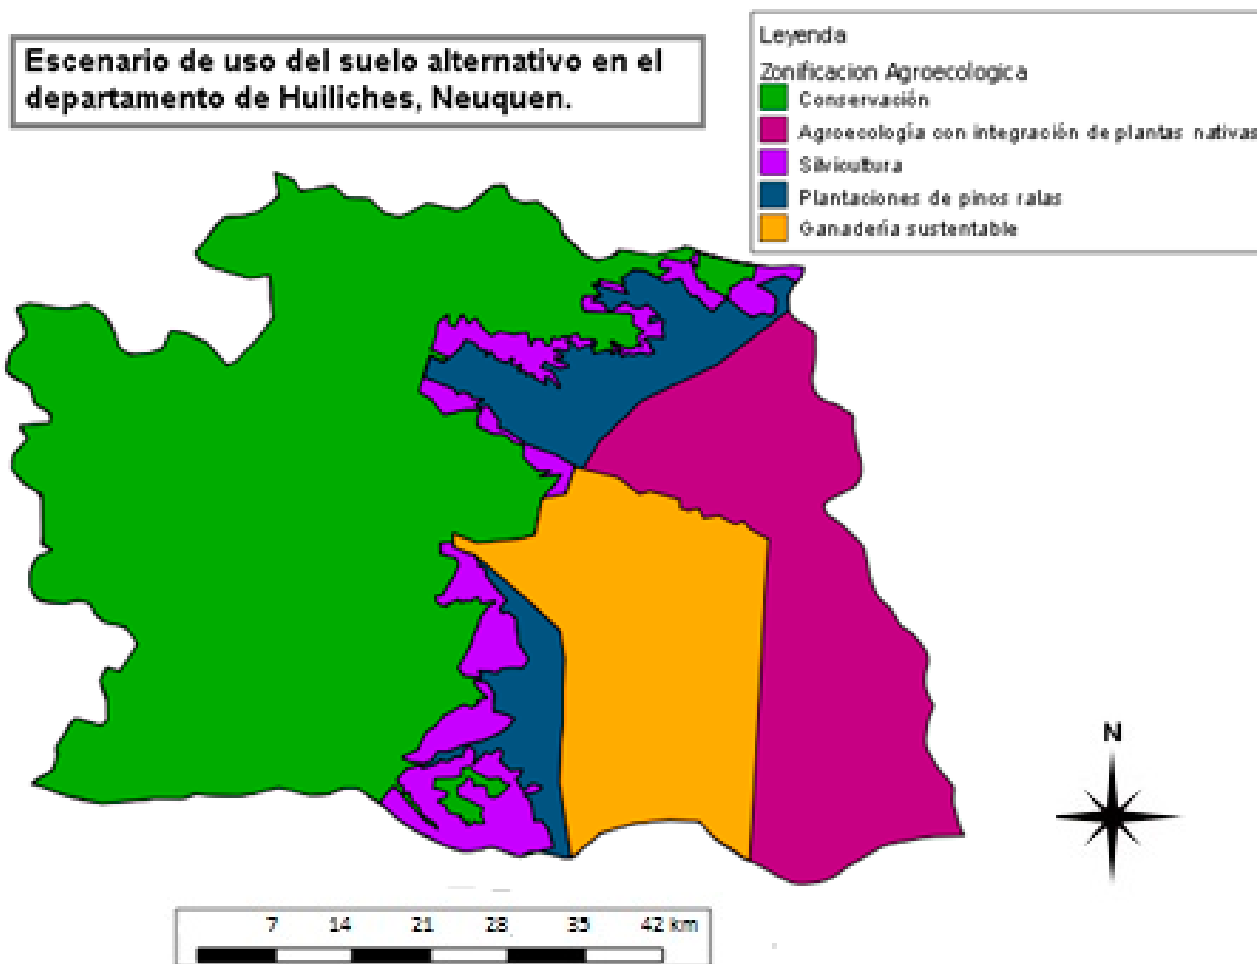 Escenario de uso del suelo alternativo en el
departamento de Huiliches, Neuquen.
Leyenda
Zonificacion Agroecologica
Conservación
Agroecología con integración de plantas nativas
Silvicultura
Plantaciones de pinos ralas
Ganadería sustentable
N
7 14 21 28 35 42 km